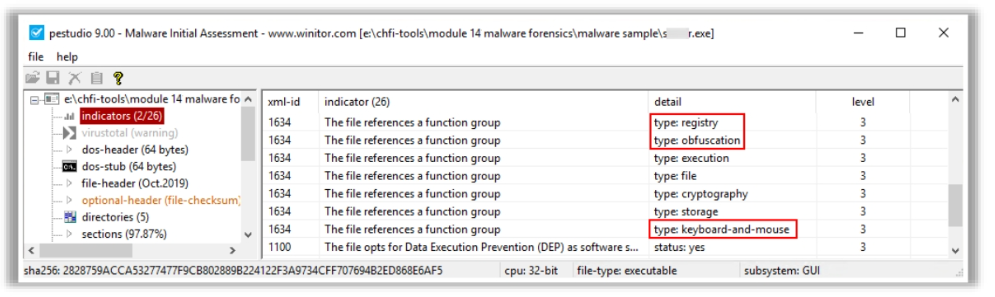 pestudio 9.00 - Malware Initial Assessment - www.winitor.com [e:\chfi-tools\module 14 malware forensics\malware sample\s r.exe]
file help
e:\chfi-tools\module 14 malware fo
indicators (2/26)
virustotal (warning)
dos-header (64 bytes)
dos-stub (64 bytes)
file-header (Oct.2019)
optional-header (file-checksum)
directories (5)
sections (97.87%)
xml-id indicator (26) detail level
1634 The file references a function group type: registry 3
1634 The file references a function group type: obfuscation 3
1634 The file references a function group type: execution 3
1634 The file references a function group type: file 3
1634 The file references a function group type: cryptography 3
1634 The file references a function group type: storage 3
1634 The file references a function group type: keyboard-and-mouse 3
1100 The file opts for Data Execution Prevention (DEP) as software s... status: yes 3
sha256: 2828759ACCA53277477F9CB802889B224122F3A9734CFF707694B2ED868E6AF5 cpu: 32-bit file-type: executable subsystem: GUI